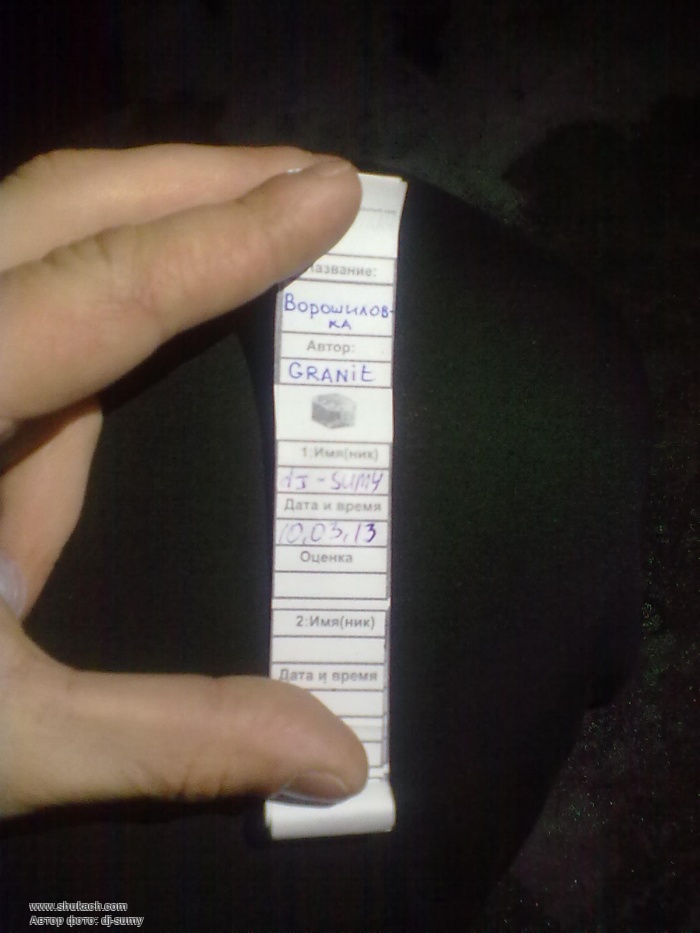 название:
Ворошилов-
ка
Автор:
GRANit
1:Имя(ник)
dJ-SUMY
Дата и время
10.03.13
Оценка
2:Имя(ник)
Дата и время
www.shukach.com
Автор фото: dj-sumy